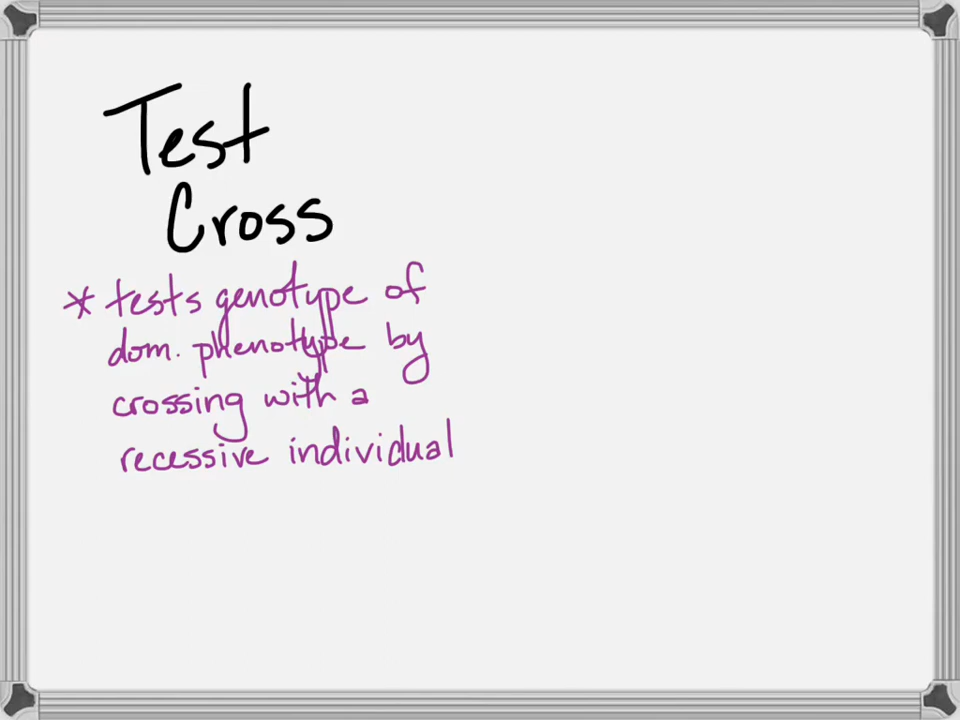 Test
Cross
* tests genotype of
dom. phenotype by
crossing with a
recessive individual